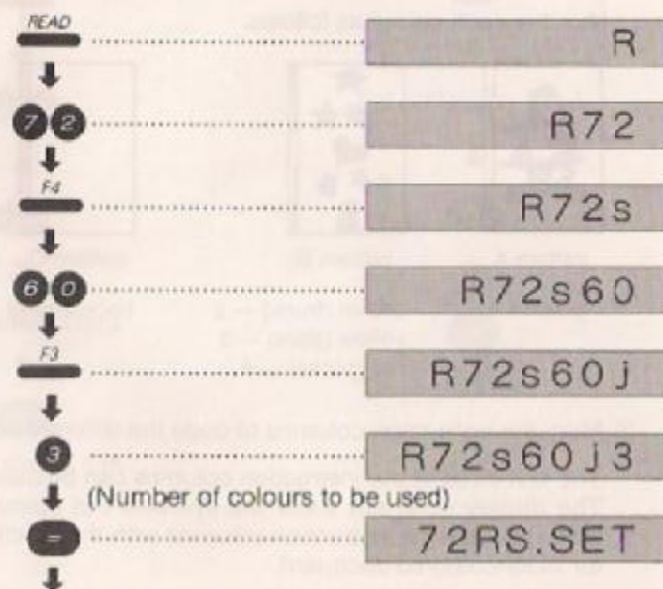 READ R
7 2 R72
F4 R72s
6 0 R72s60
F3 R72s60j
3 R72s60j3
(Number of colours to be used)
= 72RS.SET